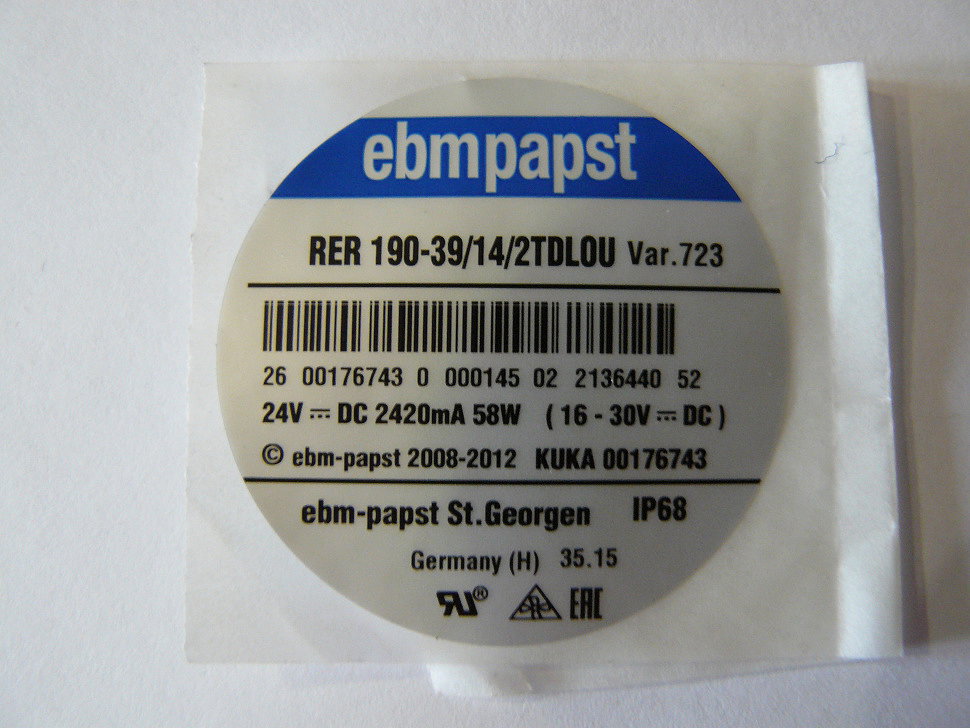 ebmpapst
RER 190-39/14/2TDLOU Var.723
26 00176743 0 000145 02 2136440 52
24V ⎓ DC 2420mA 58W ( 16 - 30V ⎓ DC )
© ebm-papst 2008-2012 KUKA 00176743
ebm-papst St.Georgen IP68
Germany (H) 35.15
RU® EAC